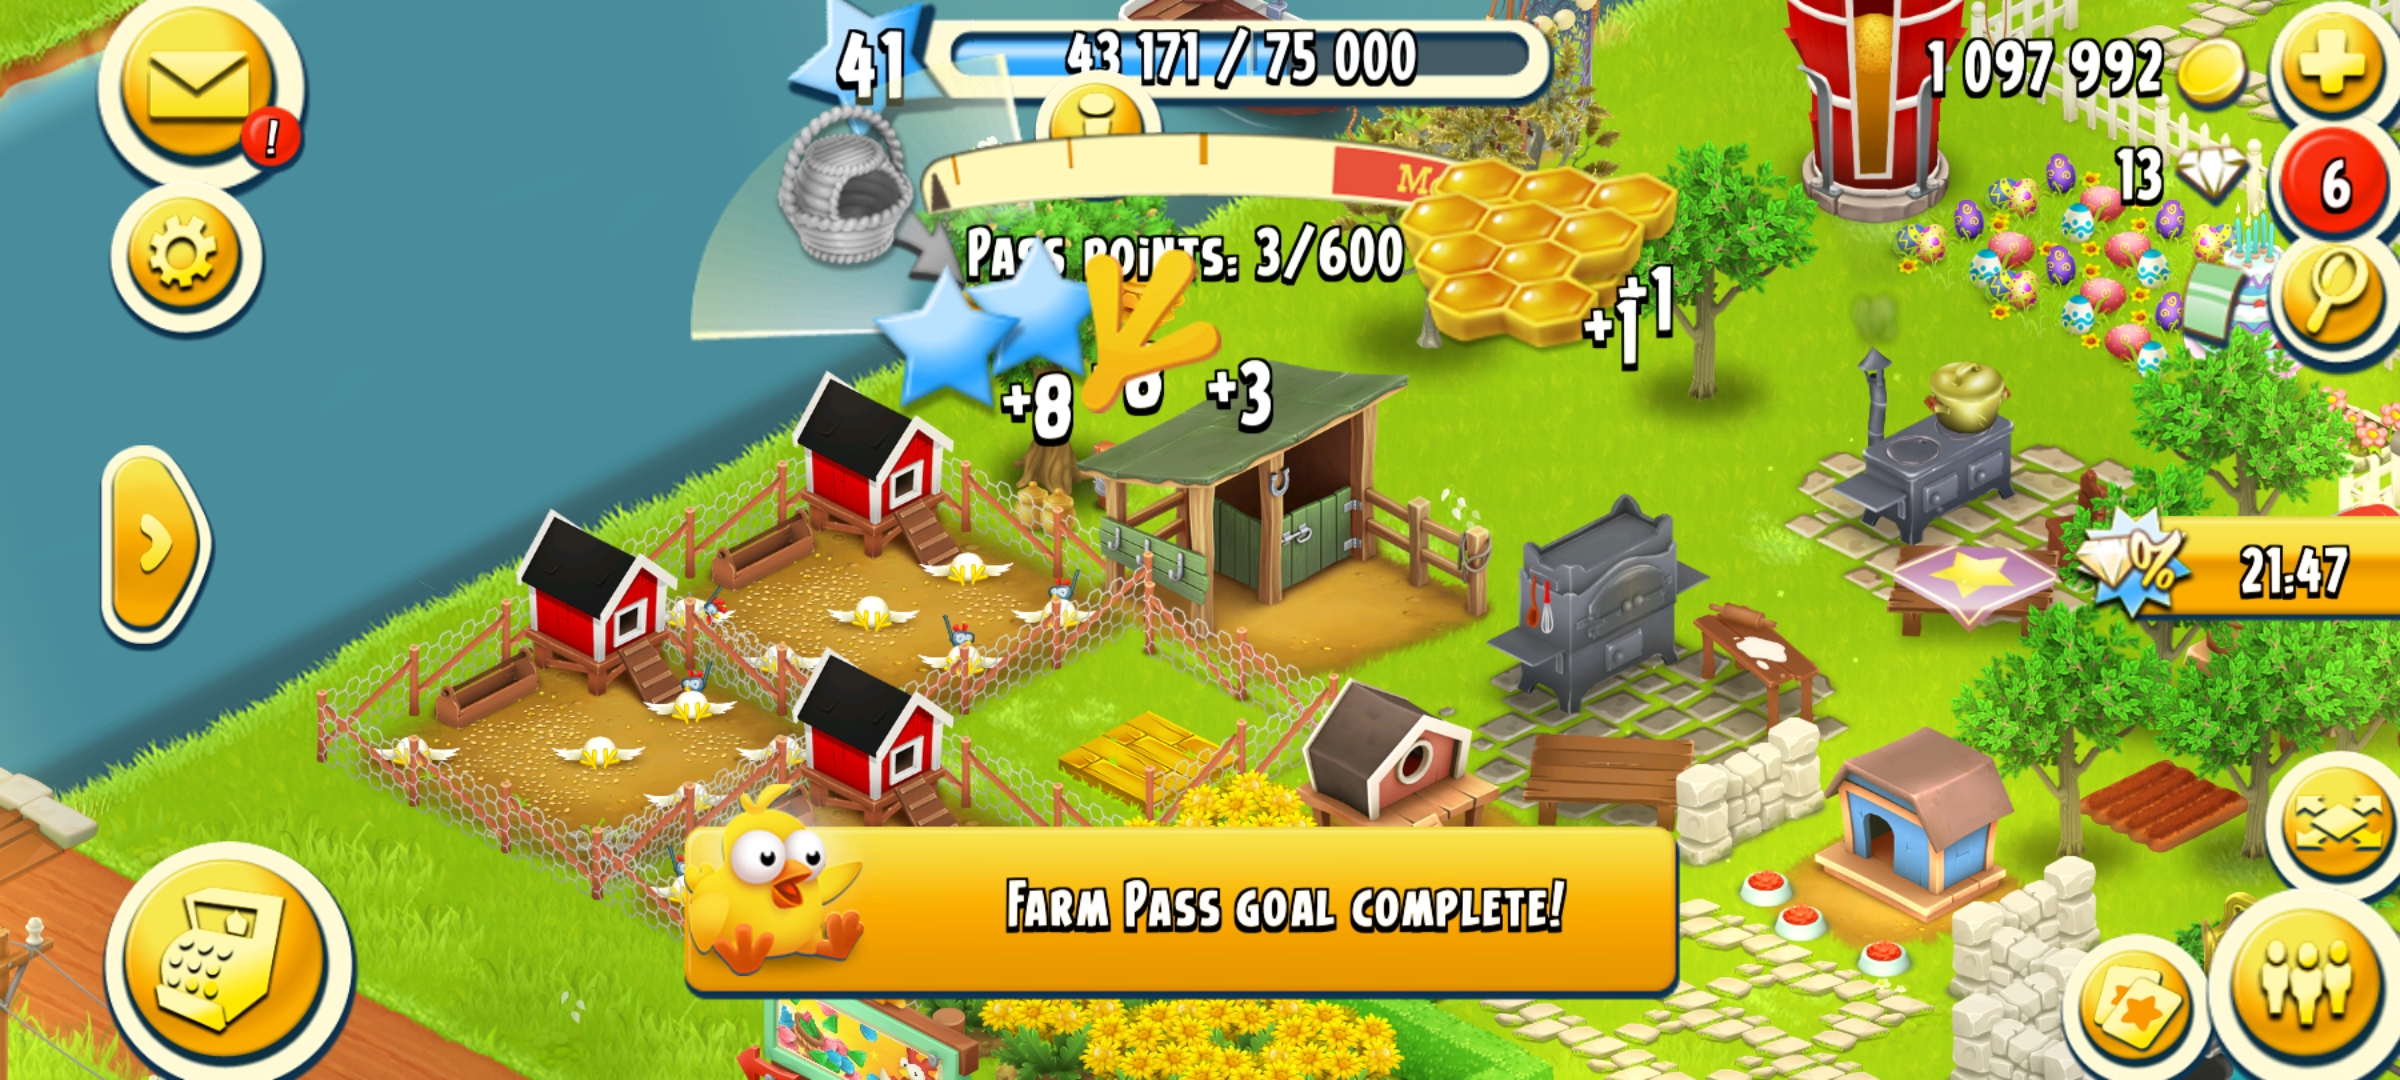 !
41
43 171 / 75 000
1 097 992
13
6
Pass points: 3/600
+1
+1
+8
+3
%
21:47
Farm Pass goal complete!